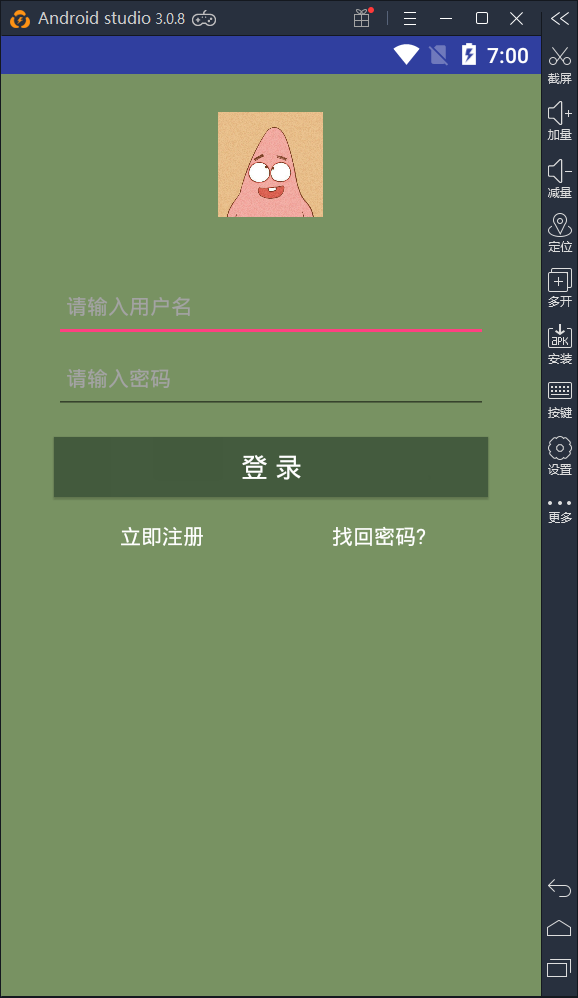 Android studio 3.0.8
7:00
请输入用户名
请输入密码
登 录
立即注册 找回密码?
截屏
加量
减量
定位
多开
APK
安装
按键
设置
更多